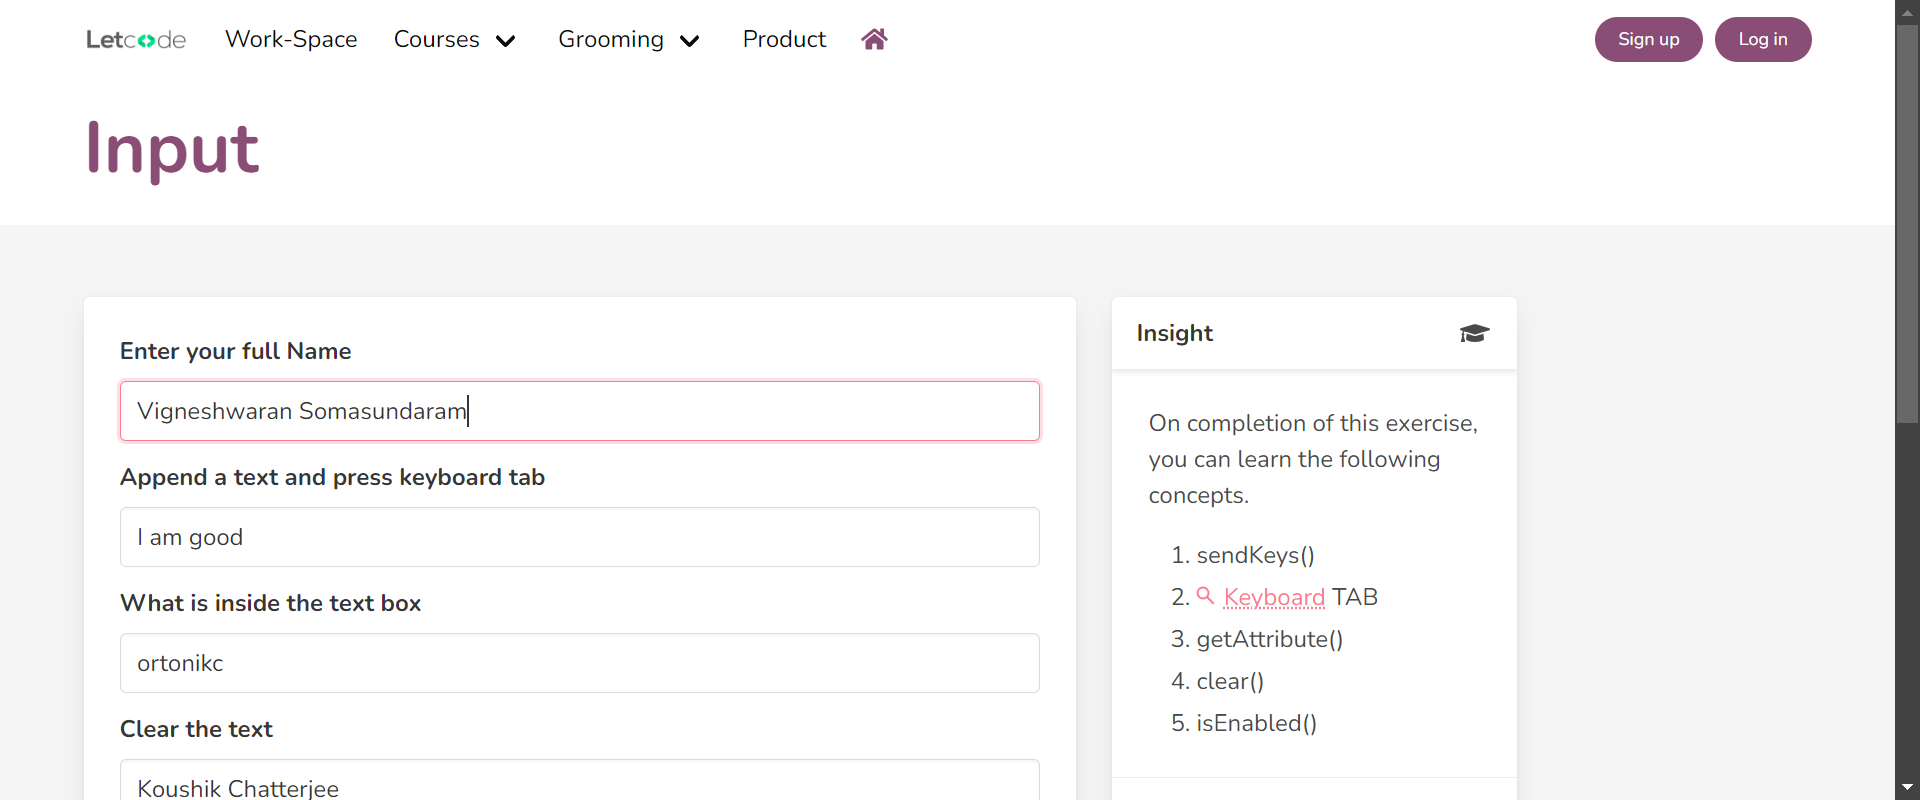 Letcode Work-Space Courses Grooming Product Sign up Log in
Input
Enter your full Name
Vigneshwaran Somasundaram
Append a text and press keyboard tab
I am good
What is inside the text box
ortonikc
Clear the text
Koushik Chatterjee
Insight
On completion of this exercise,
you can learn the following
concepts.
1. sendKeys()
2. Keyboard TAB
3. getAttribute()
4. clear()
5. isEnabled()